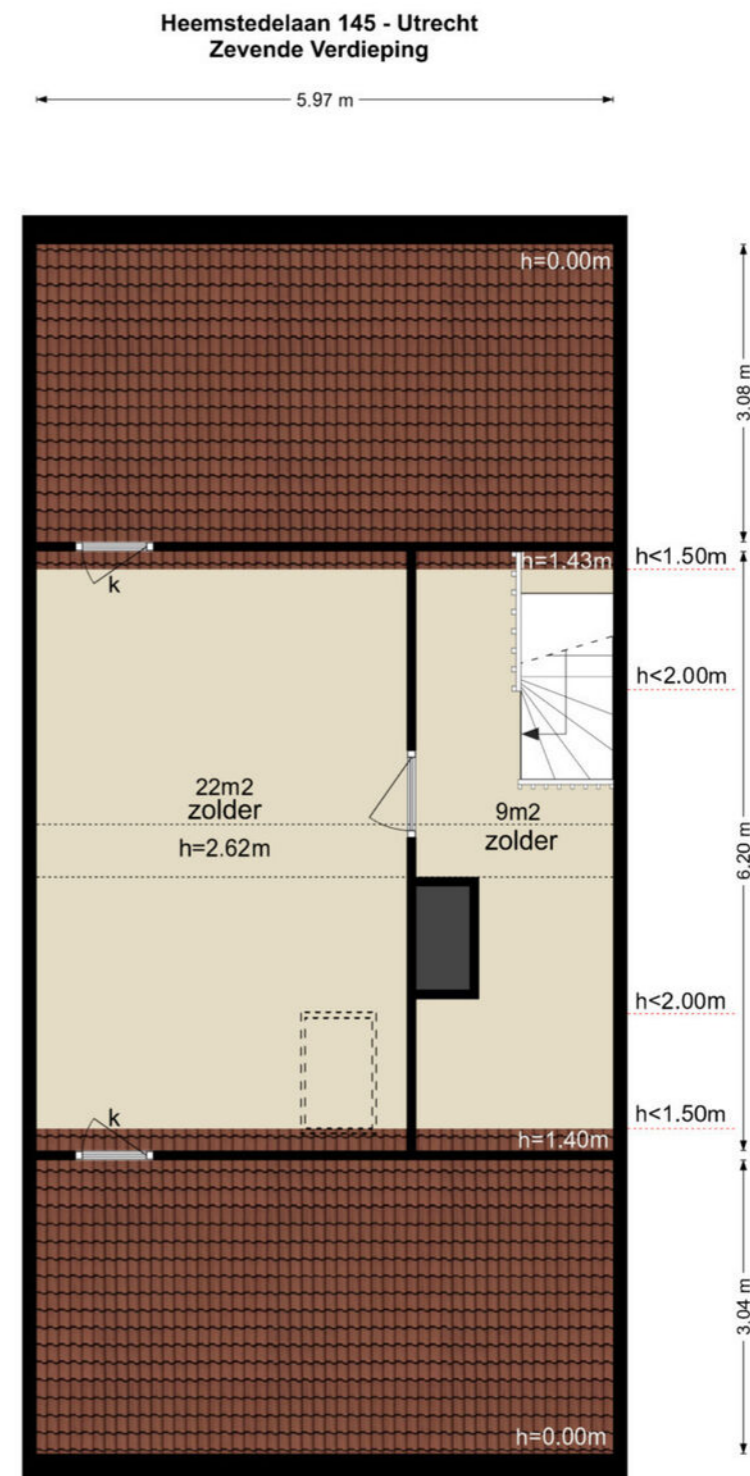 Heemstedelaan 145 - Utrecht
Zevende Verdieping
5.97 m
h=0.00m
3.08 m
h=1.43m
h<1.50m
k
h<2.00m
22m2
zolder
9m2
zolder
h=2.62m
6.20 m
h<2.00m
k
h<1.50m
h=1.40m
3.04 m
h=0.00m